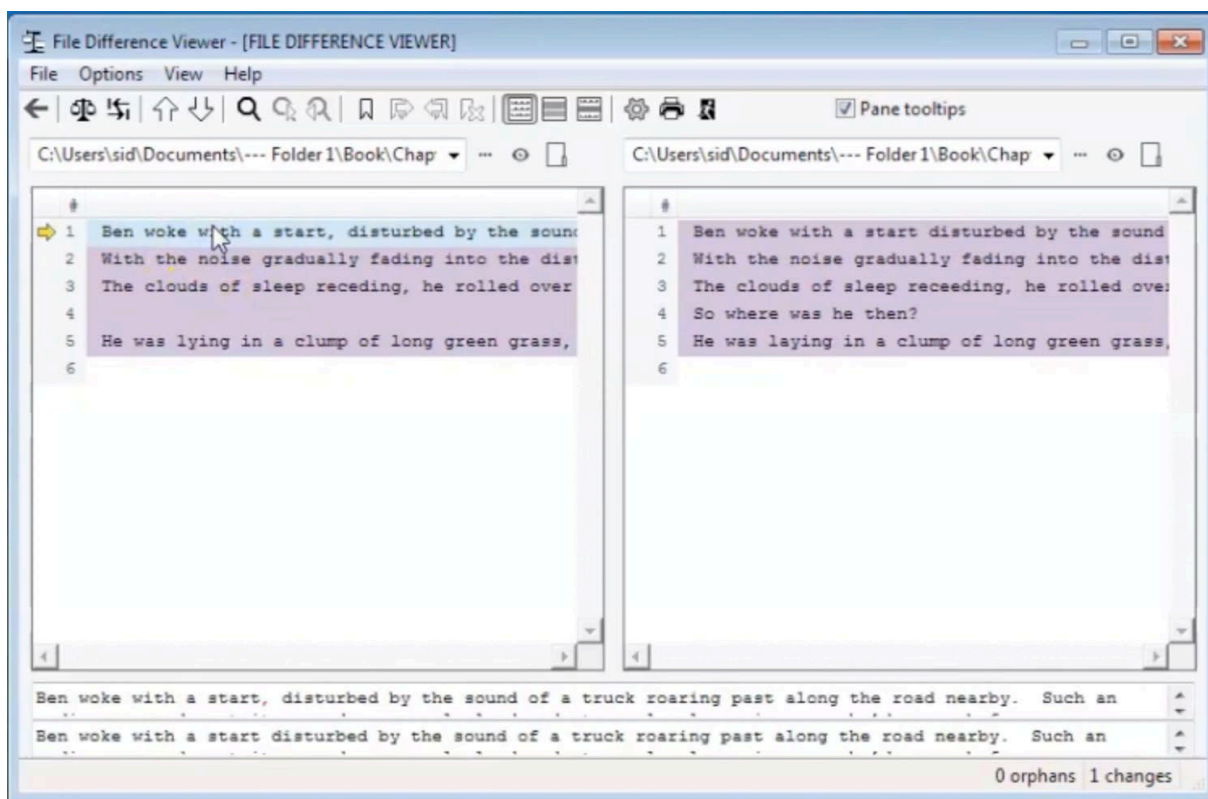 File Difference Viewer - [FILE DIFFERENCE VIEWER]
File Options View Help
Pane tooltips
C:\Users\sid\Documents\--- Folder 1\Book\Chap
C:\Users\sid\Documents\--- Folder 1\Book\Chap
#
1 Ben woke with a start, disturbed by the sound
2 With the noise gradually fading into the dist
3 The clouds of sleep receding, he rolled over
4
5 He was lying in a clump of long green grass,
6
#
1 Ben woke with a start disturbed by the sound
2 With the noise gradually fading into the dist
3 The clouds of sleep receeding, he rolled over
4 So where was he then?
5 He was laying in a clump of long green grass,
6
Ben woke with a start, disturbed by the sound of a truck roaring past along the road nearby. Such an
Ben woke with a start disturbed by the sound of a truck roaring past along the road nearby. Such an
0 orphans 1 changes